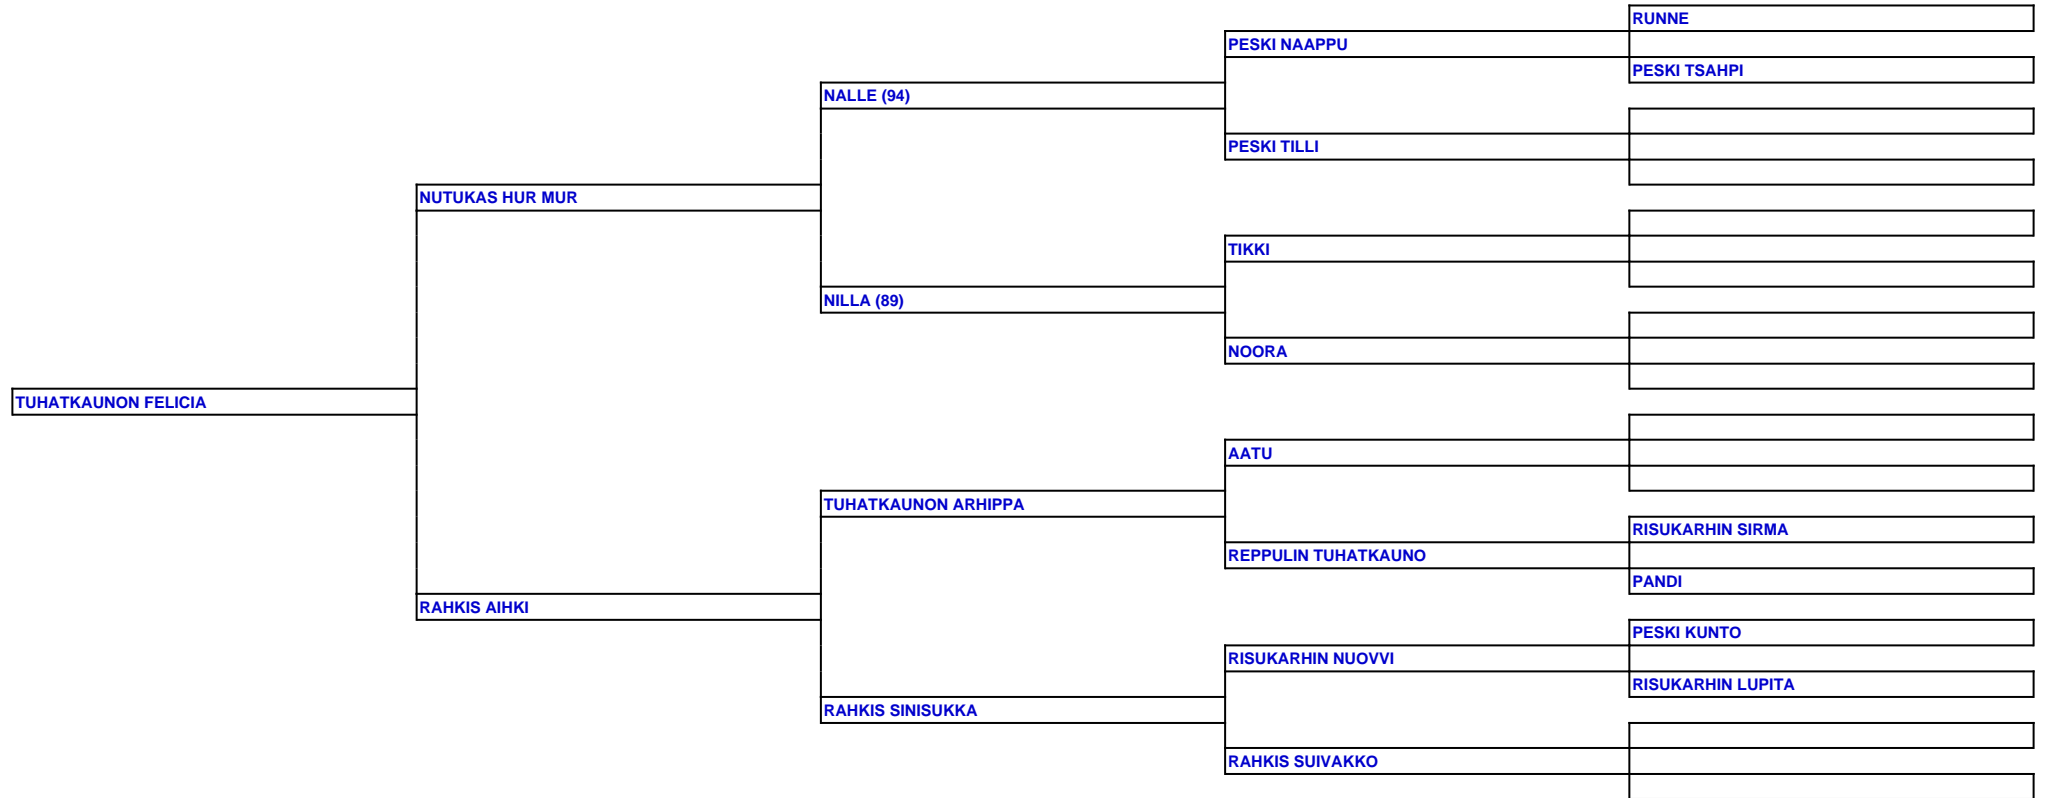 RUNNE
PESKI NAAPPU
PESKI TSAHPI
NALLE (94)
PESKI TILLI
NUTUKAS HUR MUR
TIKKI
NILLA (89)
NOORA
TUHATKAUNON FELICIA
AATU
TUHATKAUNON ARHIPPA
RISUKARHIN SIRMA
REPPULIN TUHATKAUNO
PANDI
RAHKIS AIHKI
PESKI KUNTO
RISUKARHIN NUOVVI
RISUKARHIN LUPITA
RAHKIS SINISUKKA
RAHKIS SUIVAKKO